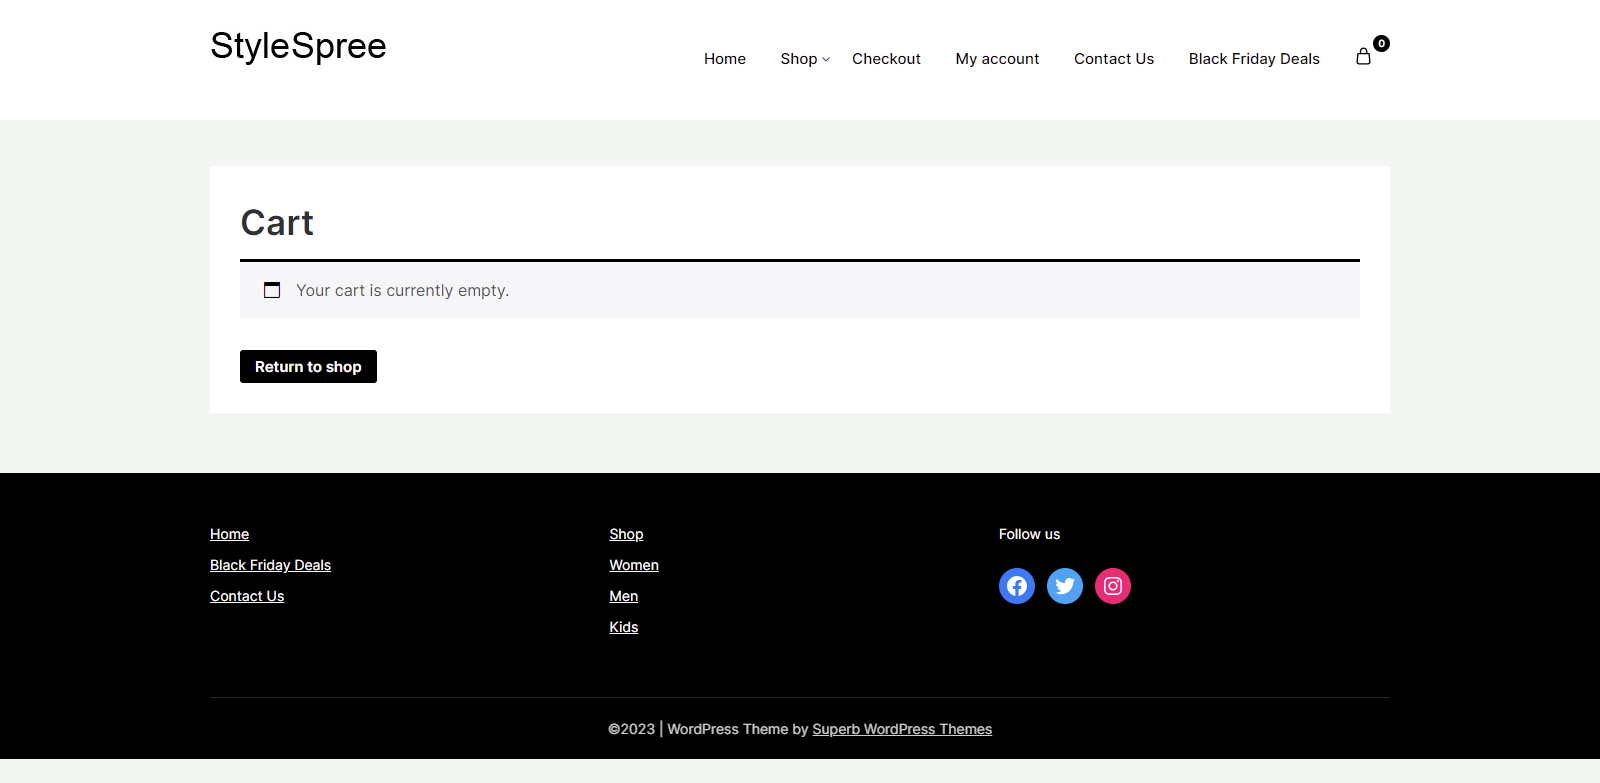 StyleSpree
Home Shop Checkout My account Contact Us Black Friday Deals 0
Cart
Your cart is currently empty.
Return to shop
Home Shop Follow us
Black Friday Deals Women
Contact Us Men
Kids
©2023 | WordPress Theme by Superb WordPress Themes